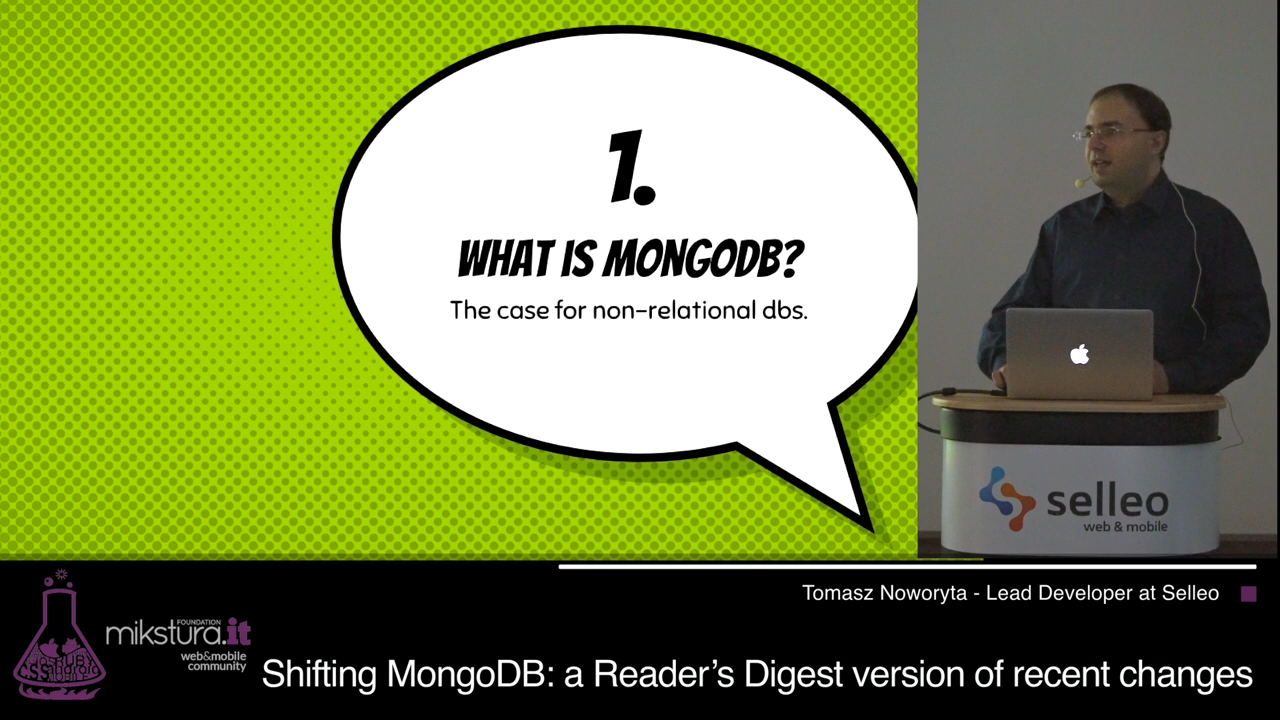 1.
WHAT IS MONGODB?
The case for non-relational dbs.
selleo
web & mobile
Tomasz Noworyta - Lead Developer at Selleo
FOUNDATION
mikstura.it
web&mobile
community
Shifting MongoDB: a Reader's Digest version of recent changes